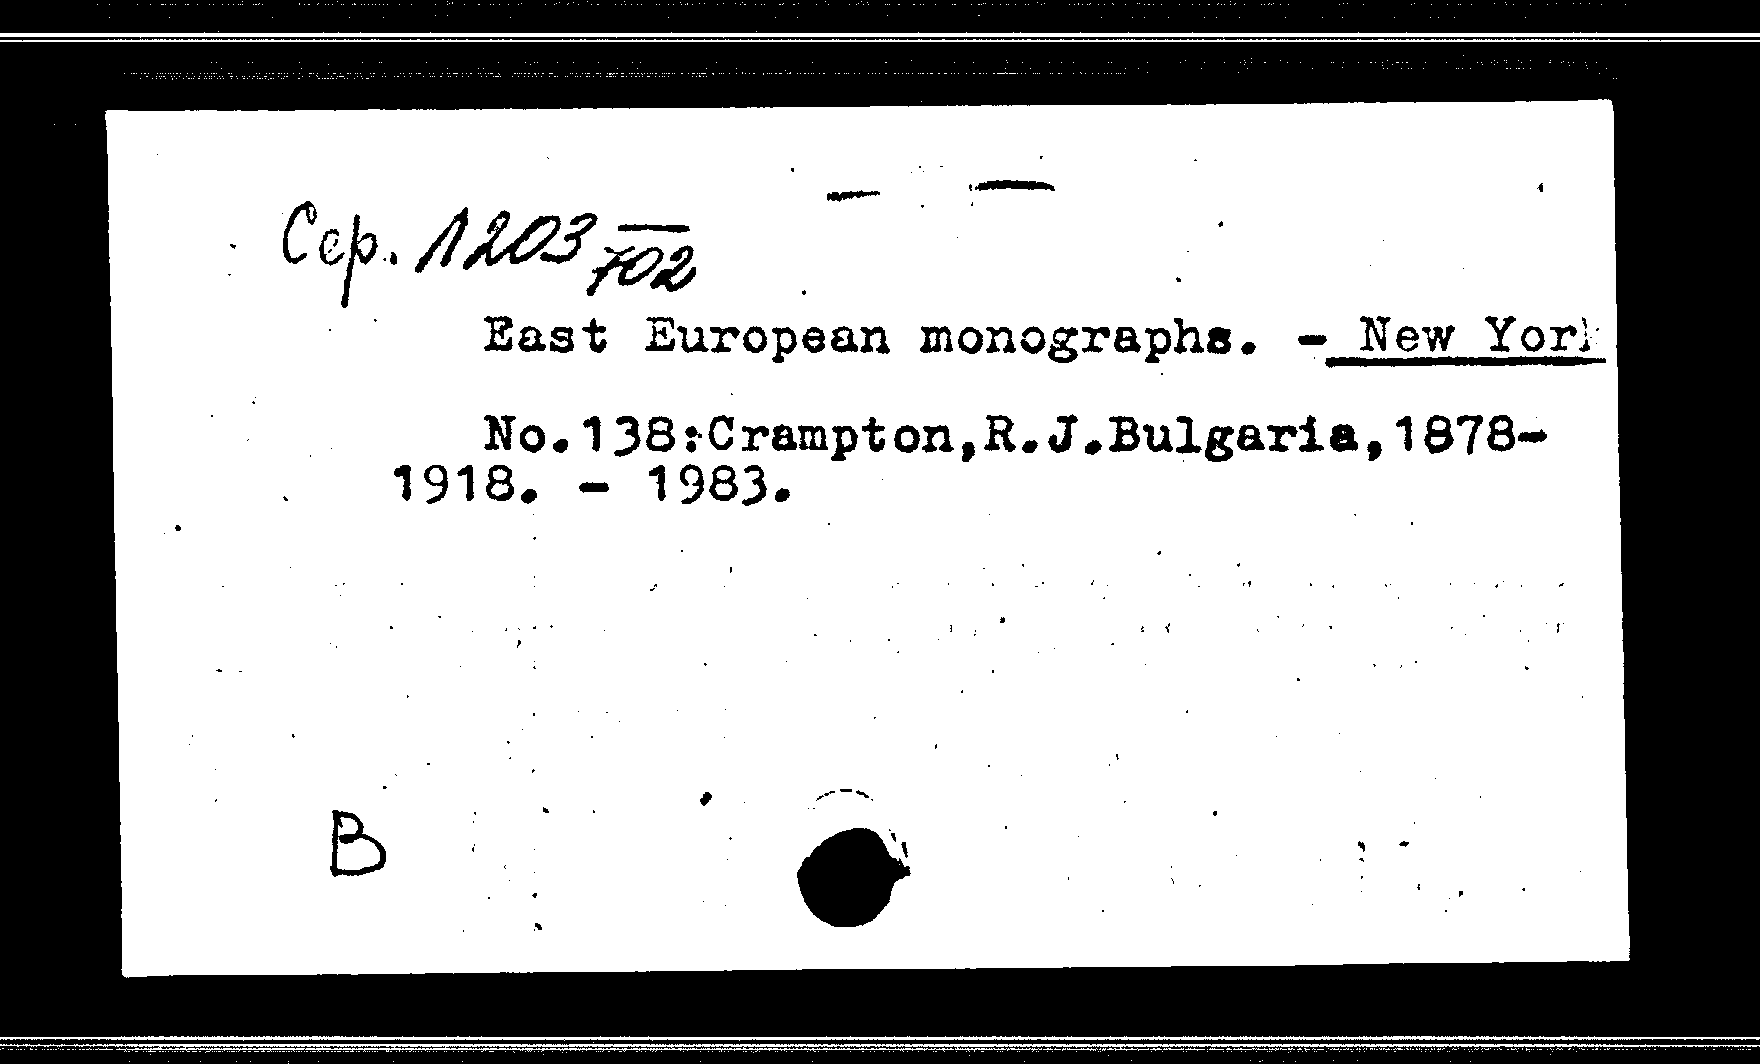 Сер. 1203/702
East European monographs. - New York
No.138:Crampton,R.J.Bulgaria,1878-
1918. - 1983.
B